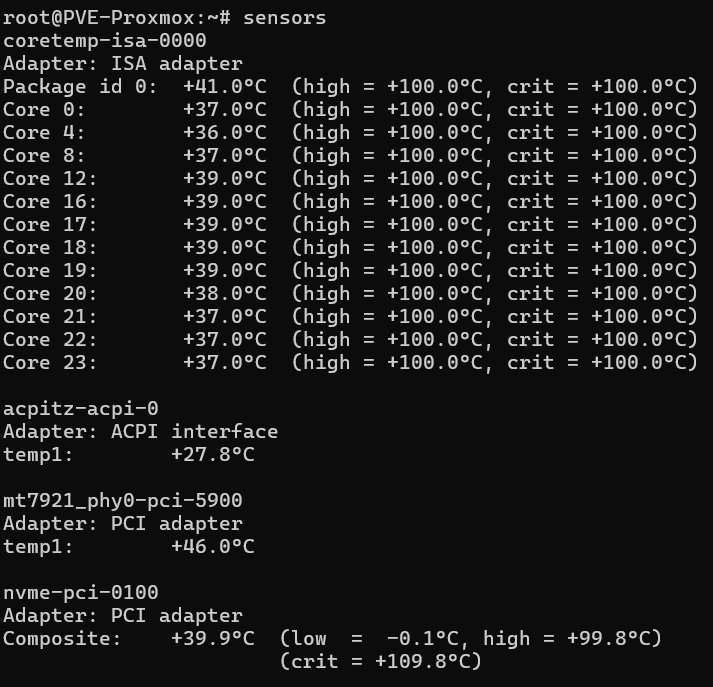 root@PVE-Proxmox:~# sensors
coretemp-isa-0000
Adapter: ISA adapter
Package id 0:  +41.0°C  (high = +100.0°C, crit = +100.0°C)
Core 0:        +37.0°C  (high = +100.0°C, crit = +100.0°C)
Core 4:        +36.0°C  (high = +100.0°C, crit = +100.0°C)
Core 8:        +37.0°C  (high = +100.0°C, crit = +100.0°C)
Core 12:       +39.0°C  (high = +100.0°C, crit = +100.0°C)
Core 16:       +39.0°C  (high = +100.0°C, crit = +100.0°C)
Core 17:       +39.0°C  (high = +100.0°C, crit = +100.0°C)
Core 18:       +39.0°C  (high = +100.0°C, crit = +100.0°C)
Core 19:       +39.0°C  (high = +100.0°C, crit = +100.0°C)
Core 20:       +38.0°C  (high = +100.0°C, crit = +100.0°C)
Core 21:       +37.0°C  (high = +100.0°C, crit = +100.0°C)
Core 22:       +37.0°C  (high = +100.0°C, crit = +100.0°C)
Core 23:       +37.0°C  (high = +100.0°C, crit = +100.0°C)

acpitz-acpi-0
Adapter: ACPI interface
temp1:        +27.8°C

mt7921_phy0-pci-5900
Adapter: PCI adapter
temp1:        +46.0°C

nvme-pci-0100
Adapter: PCI adapter
Composite:    +39.9°C  (low  =  -0.1°C, high = +99.8°C)
                       (crit = +109.8°C)